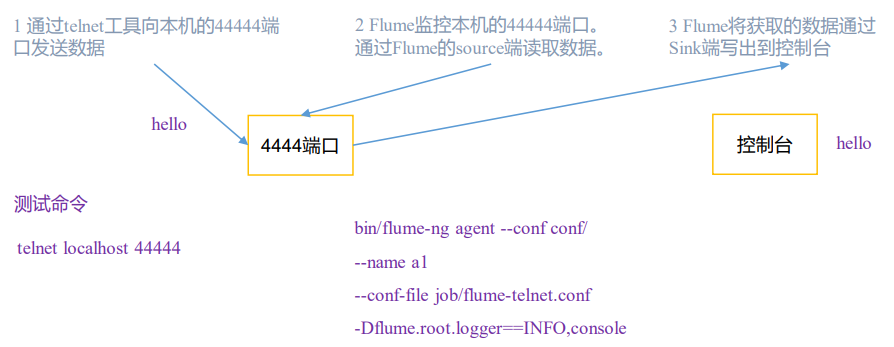 1 通过telnet工具向本机的44444端
口发送数据
2 Flume监控本机的44444端口。
通过Flume的source端读取数据。
3 Flume将获取的数据通过
Sink端写出到控制台
hello
4444端口
控制台
hello
测试命令
telnet localhost 44444
bin/flume-ng agent --conf conf/
--name a1
--conf-file job/flume-telnet.conf
-Dflume.root.logger==INFO,console